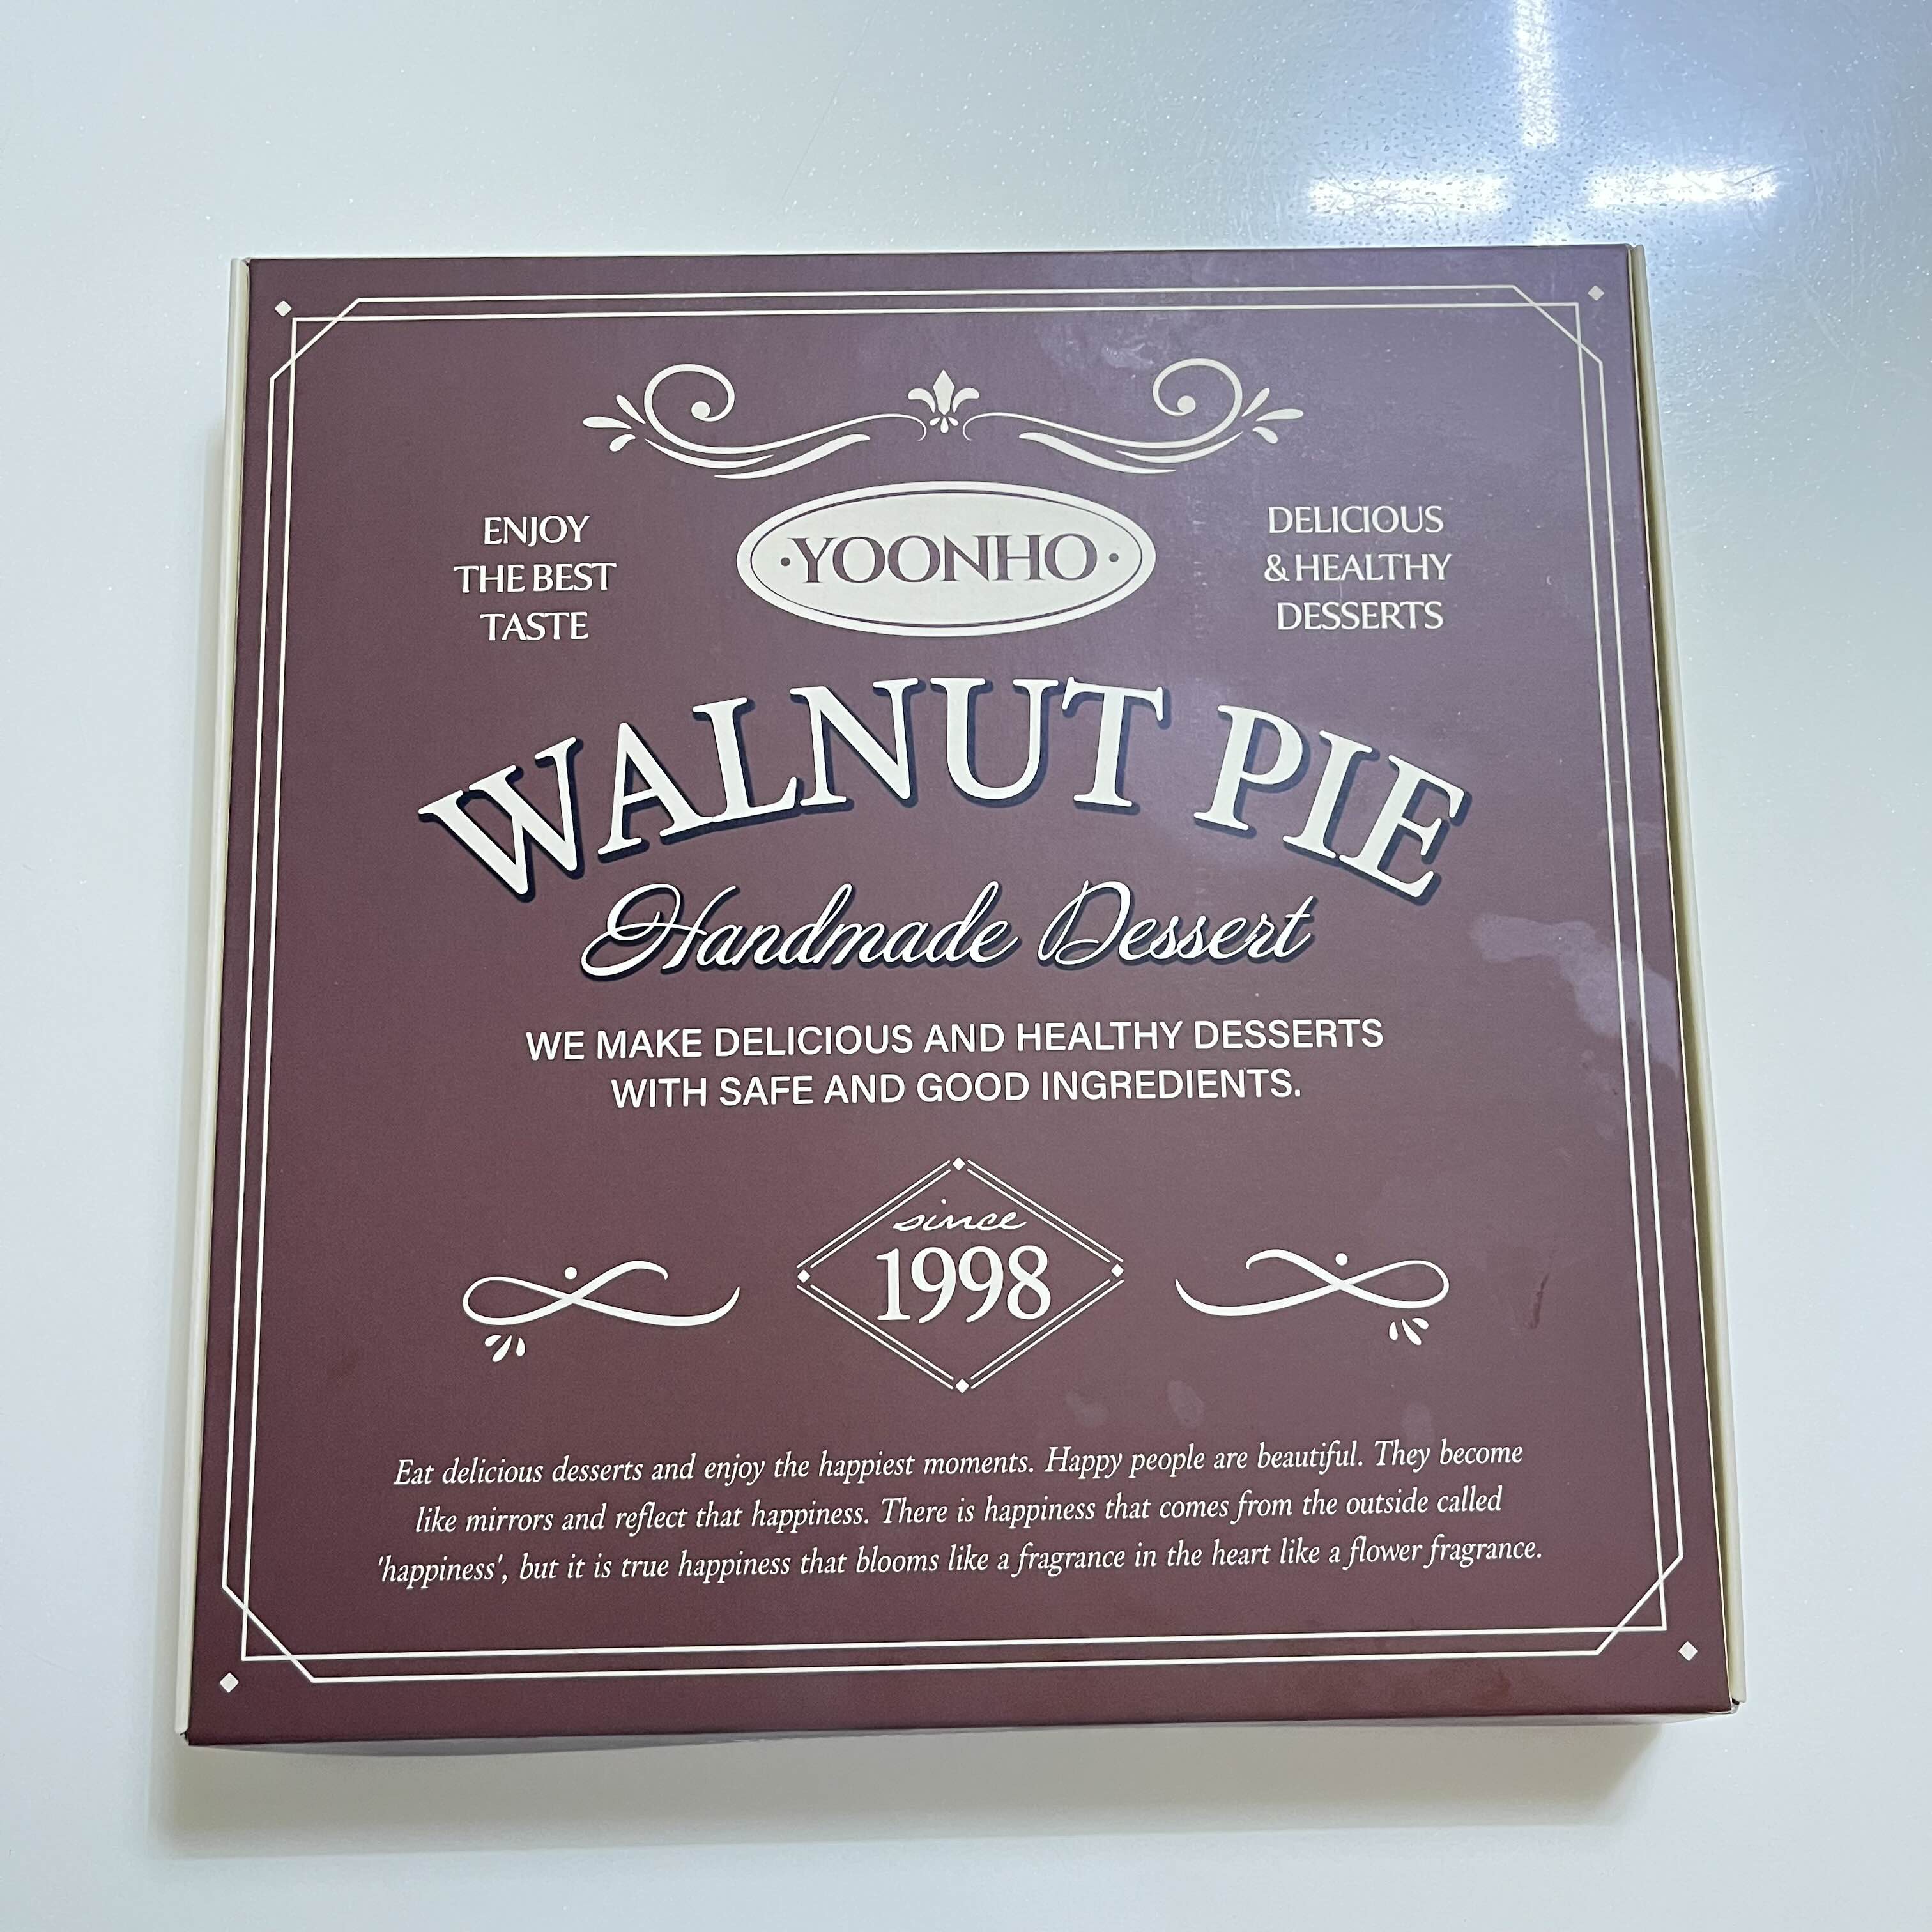 ENJOY
THE BEST
TASTE
·YOONHO·
DELICIOUS
& HEALTHY
DESSERTS
WALNUT PIE
Handmade Dessert
WE MAKE DELICIOUS AND HEALTHY DESSERTS
WITH SAFE AND GOOD INGREDIENTS.
since
1998
Eat delicious desserts and enjoy the happiest moments. Happy people are beautiful. They become
like mirrors and reflect that happiness. There is happiness that comes from the outside called
'happiness', but it is true happiness that blooms like a fragrance in the heart like a flower fragrance.